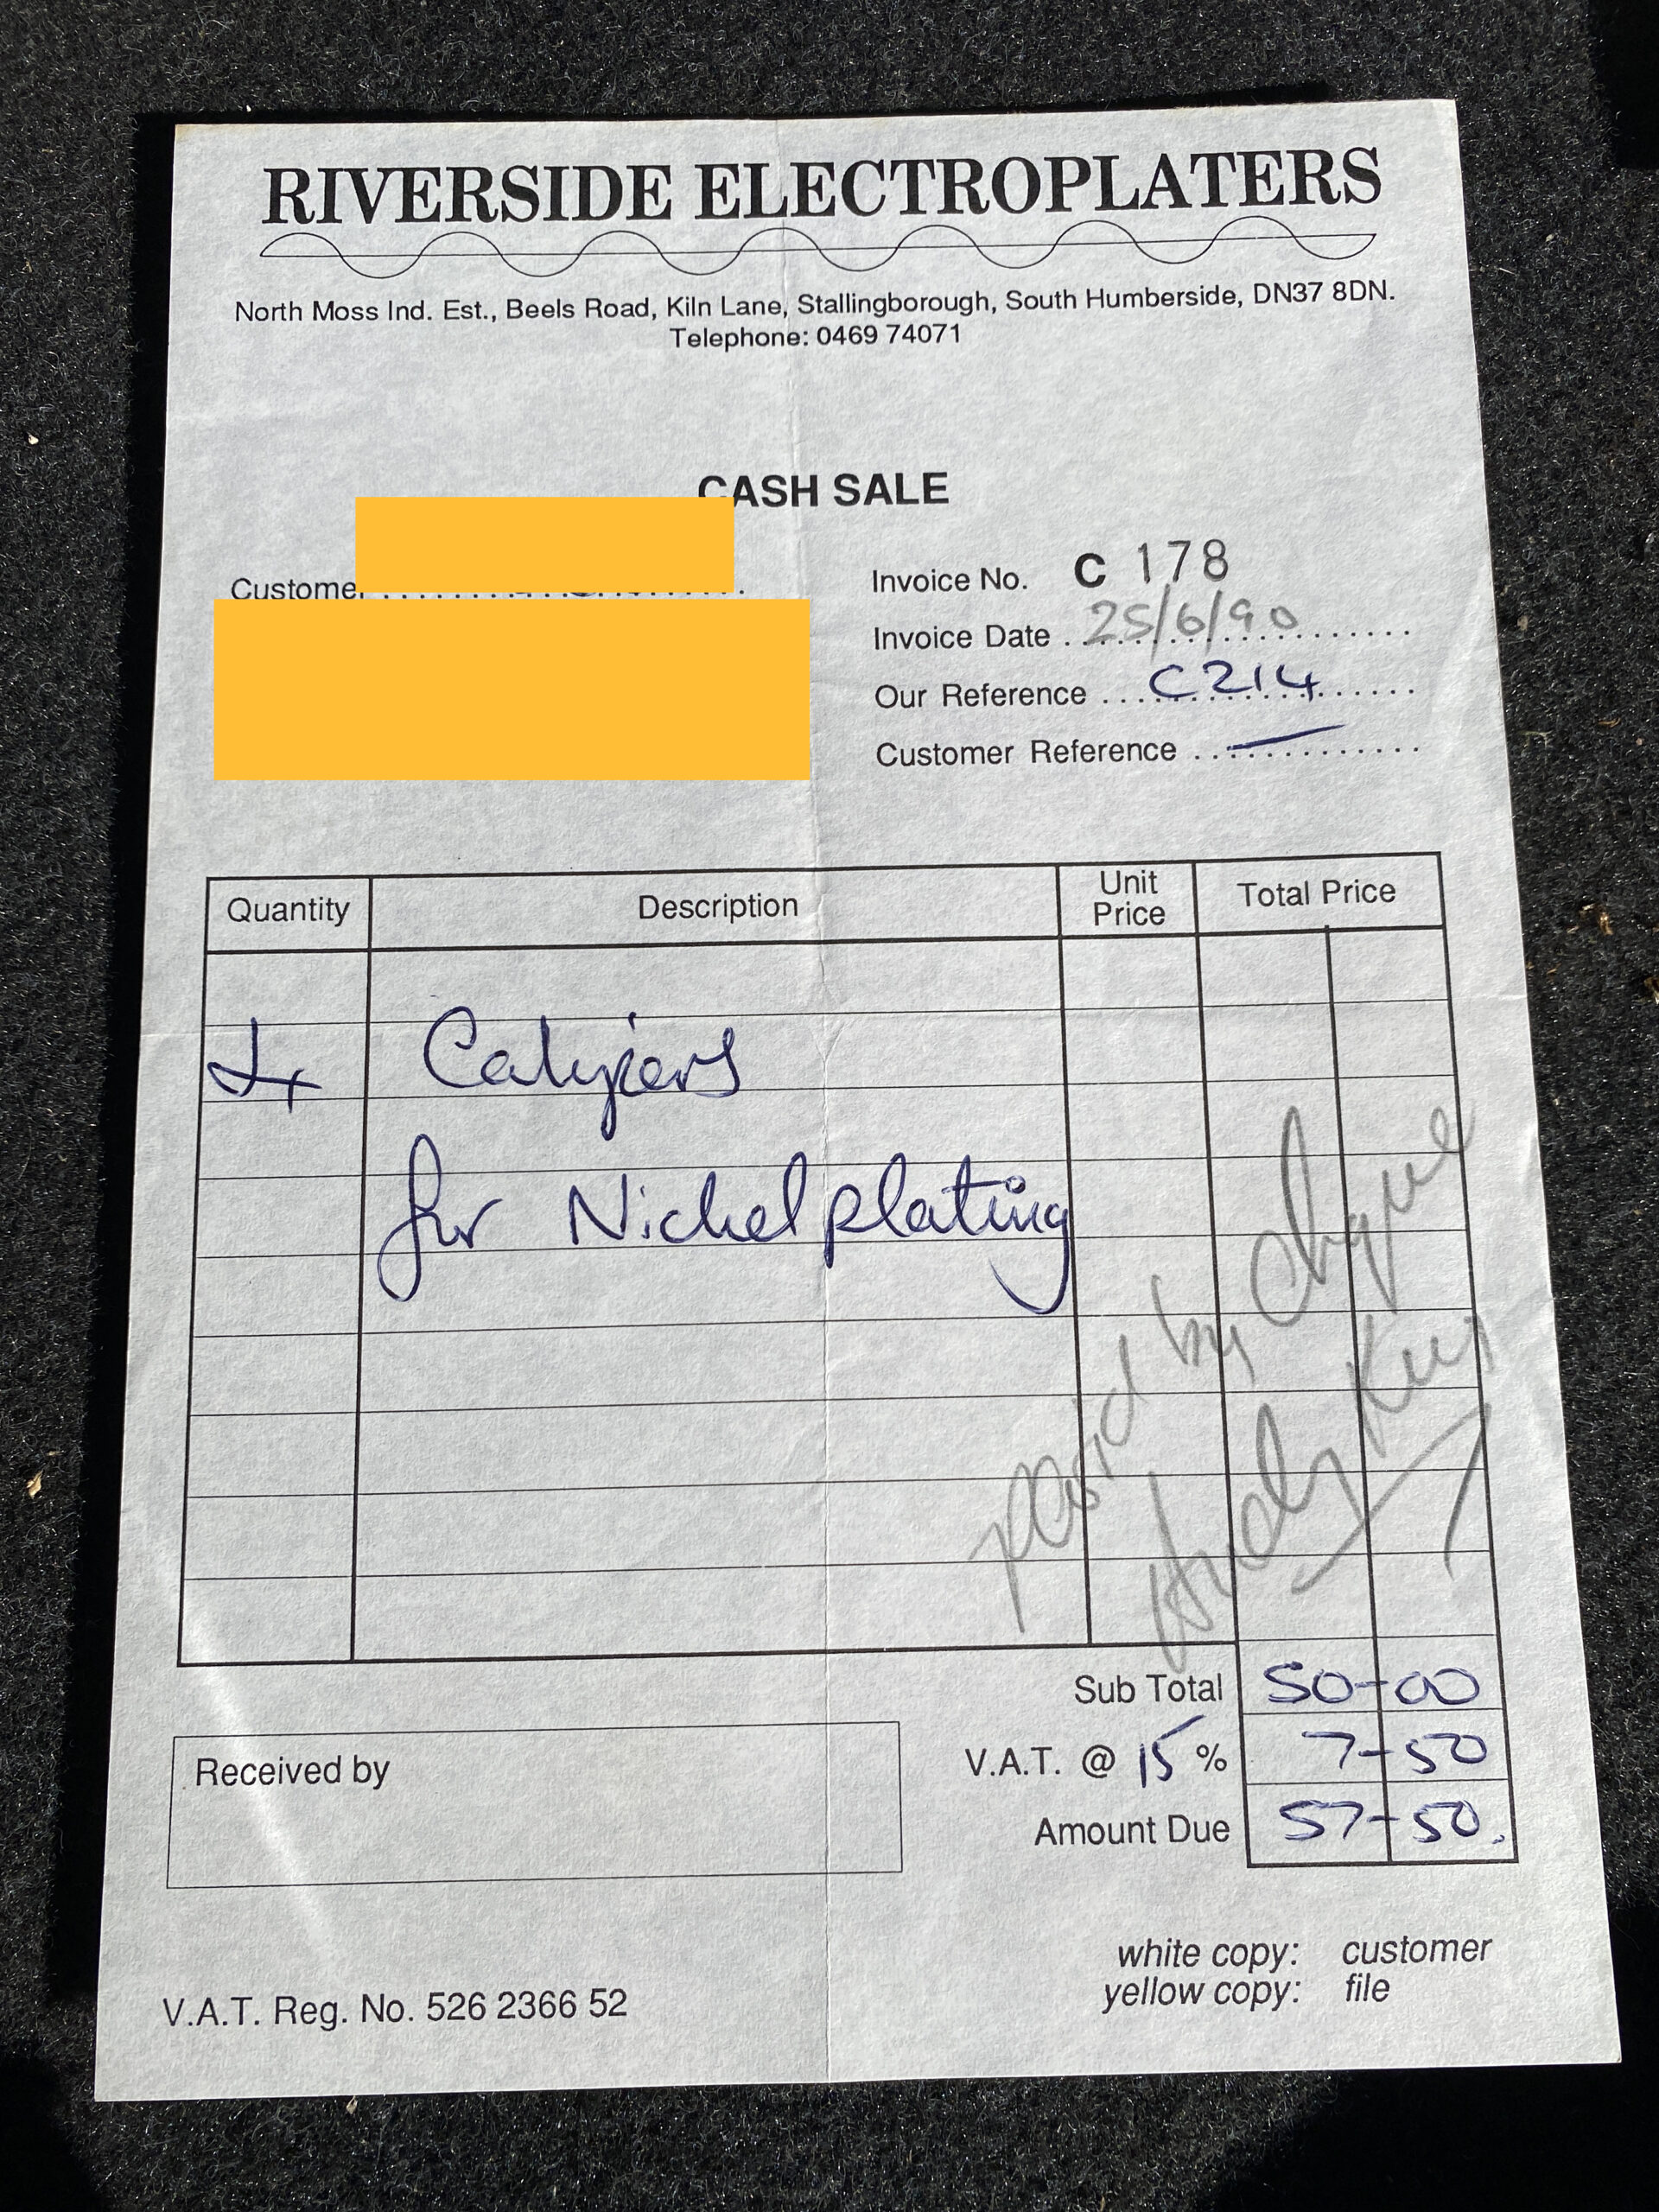 RIVERSIDE ELECTROPLATERS
North Moss Ind. Est., Beels Road, Kiln Lane, Stallingborough, South Humberside, DN37 8DN.
Telephone: 0469 74071
CASH SALE
Custome
Invoice No. C 178
Invoice Date 25/6/90
Our Reference C214
Customer Reference
Quantity Description Unit Price Total Price
4 Calipers
for Nickel plating
paid by cheque
Sub Total 50-00
V.A.T. @ 15 % 7-50
Amount Due 57-50.
Received by
white copy: customer
yellow copy: file
V.A.T. Reg. No. 526 2366 52